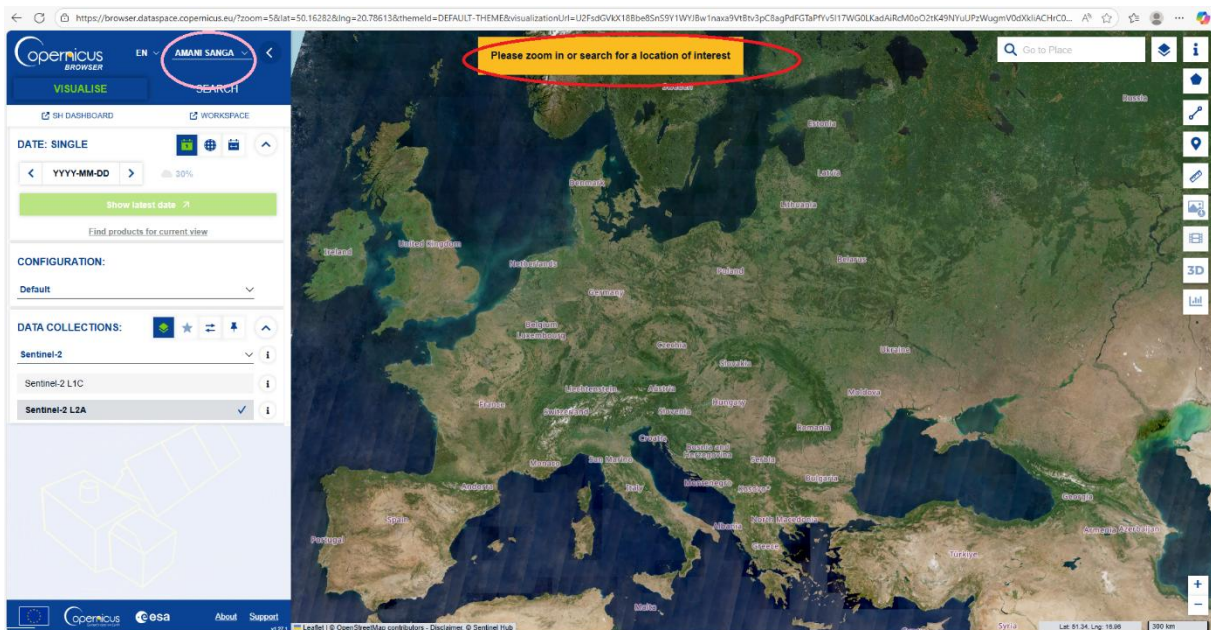 https://browser.dataspace.copernicus.eu/?zoom=5&lat=50.16282&lng=20.78613&themeId=DEFAULT-THEME&visualizationUrl=
Copernicus
BROWSER
EN
AMANI SANGA
VISUALISE
SEARCH
SH DASHBOARD
WORKSPACE
DATE: SINGLE
YYYY-MM-DD
30%
Show latest date
Find products for current view
CONFIGURATION:
Default
DATA COLLECTIONS:
Sentinel-2
Sentinel-2 L1C
Sentinel-2 L2A
Copernicus
esa
About
Support
Please zoom in or search for a location of interest
Go to Place
3D
Sweden
Russia
Estonia
Latvia
Denmark
Lithuania
Ireland
United Kingdom
Netherlands
Poland
Belarus
Germany
Belgium
Luxembourg
Czechia
Slovakia
Ukraine
Liechtenstein
Austria
Moldova
France
Switzerland
Slovenia
Hungary
Romania
Croatia
Bosnia and
Herzegovina
Serbia
San Marino
Monaco
Italy
Montenegro
Kosovo*
Bulgaria
Andorra
Georgia
Spain
Albania
North Macedonia
Armenia
Azerbaijan
Portugal
Greece
Türkiye
Malta
Syria
Leaflet | © OpenStreetMap contributors - Disclaimer, © Sentinel Hub
Lat: 61.34, Lng: 15.98
300 km